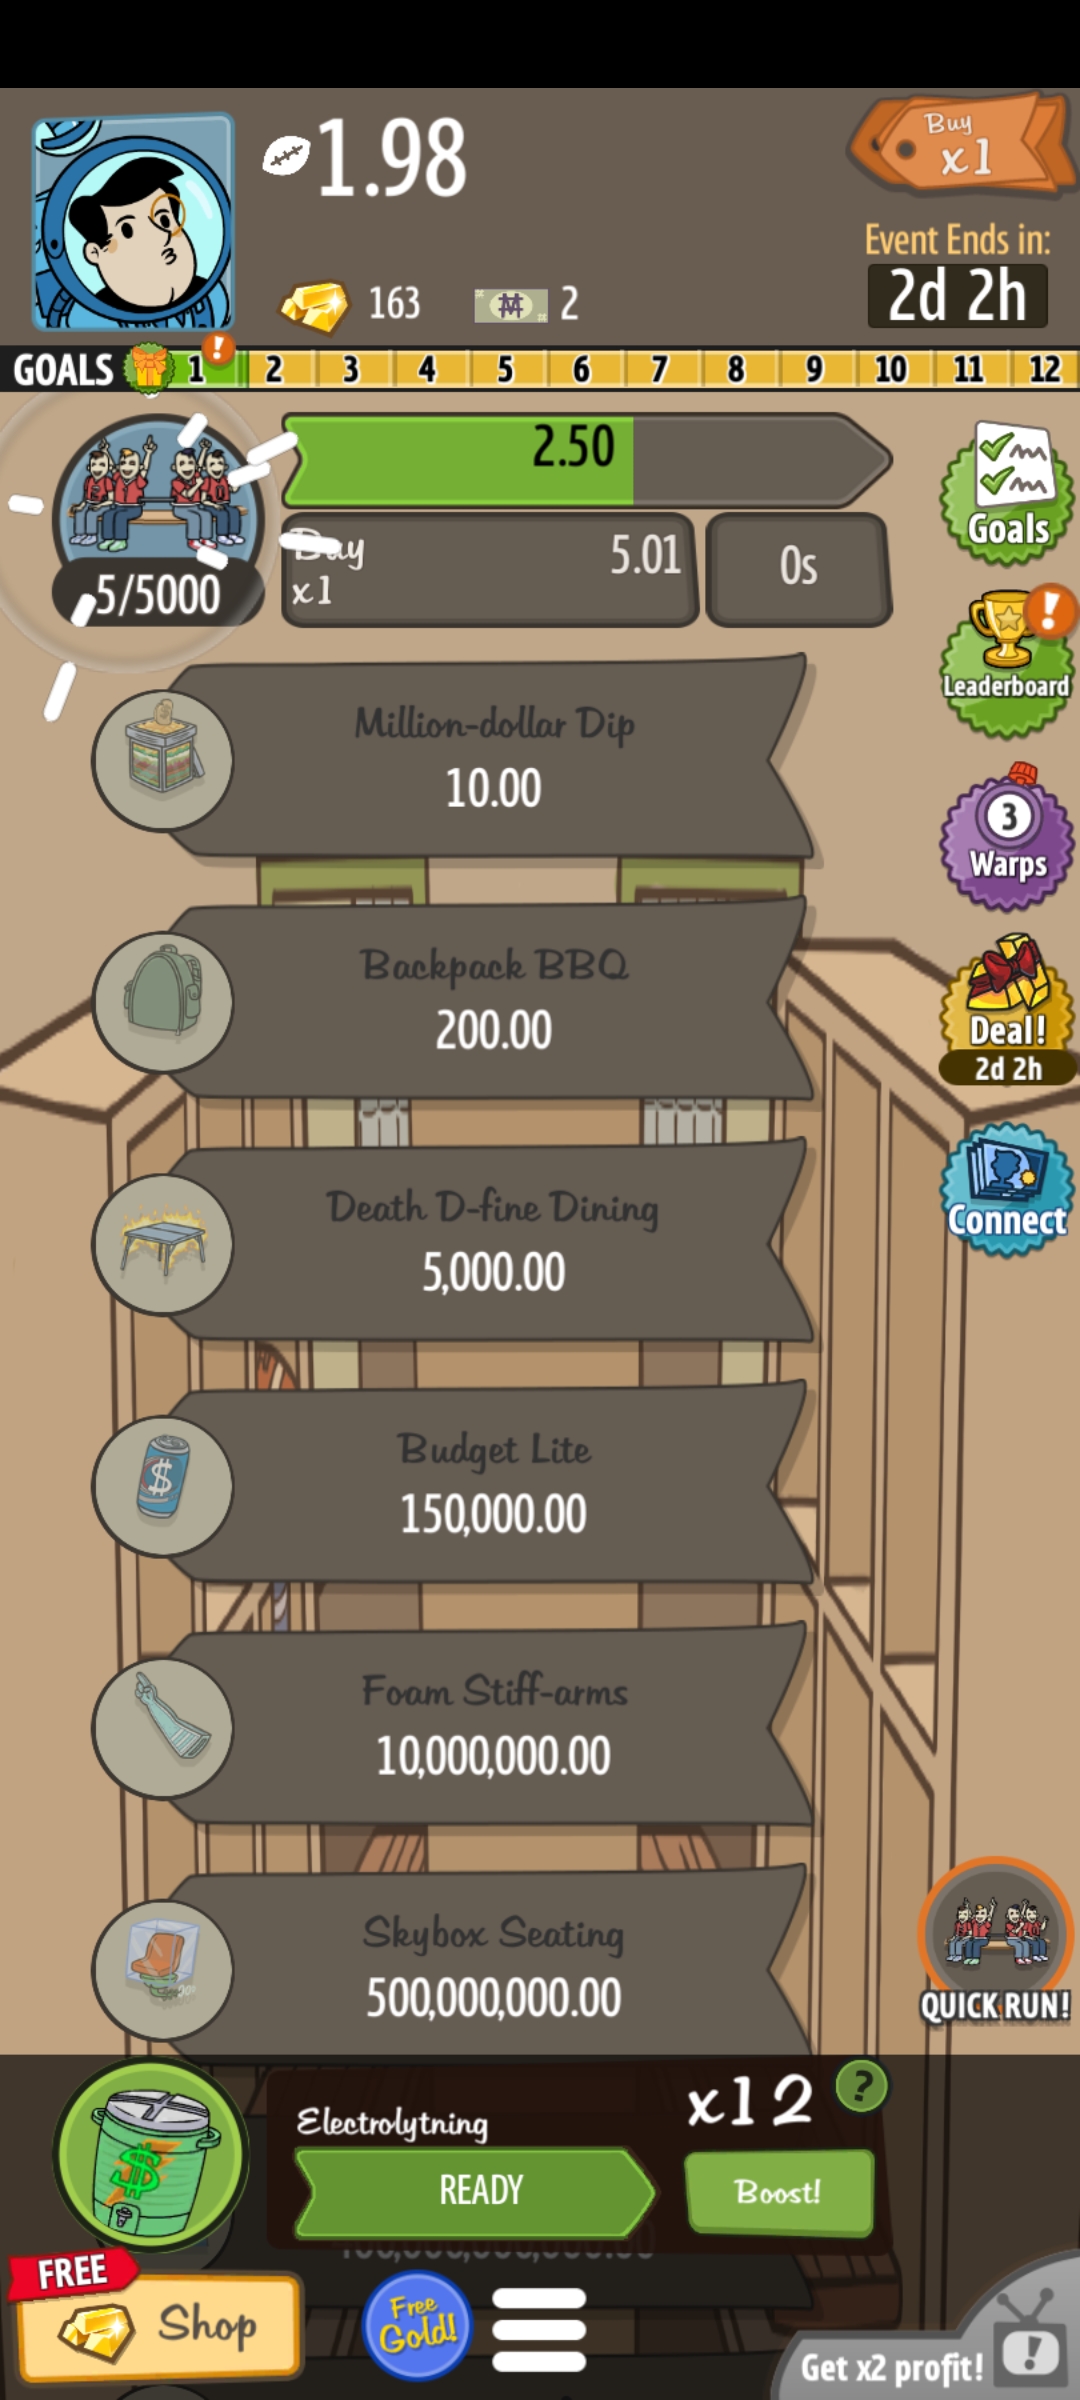 1.98
Buy
x1
Event Ends in:
2d 2h
163
2
GOALS 1 ! 2 3 4 5 6 7 8 9 10 11 12
2.50
Buy
x1
5.01
0s
5/5000
Goals
!
Leaderboard
Million-dollar Dip
10.00
3
Warps
Backpack BBQ
200.00
Deal!
2d 2h
Death D-fine Dining
5,000.00
Connect
Budget Lite
150,000.00
$
Foam Stiff-arms
10,000,000.00
Skybox Seating
500,000,000.00
QUICK RUN!
Electrolytning
x12
?
$
READY
Boost!
FREE
Shop
Free
Gold!
Get x2 profit!
!